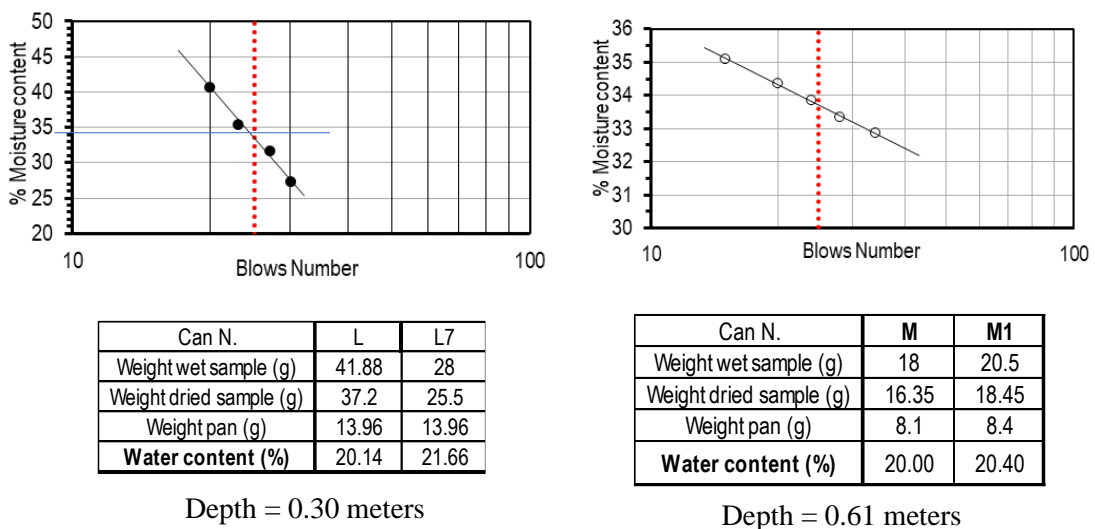 50
45
40
35
30
25
20
% Moisture content
10
100
Blows Number
36
35
34
33
32
31
30
% Moisture content
10
100
Blows Number
Can N. L L7
Weight wet sample (g) 41.88 28
Weight dried sample (g) 37.2 25.5
Weight pan (g) 13.96 13.96
Water content (%) 20.14 21.66
Depth = 0.30 meters
Can N. M M1
Weight wet sample (g) 18 20.5
Weight dried sample (g) 16.35 18.45
Weight pan (g) 8.1 8.4
Water content (%) 20.00 20.40
Depth = 0.61 meters